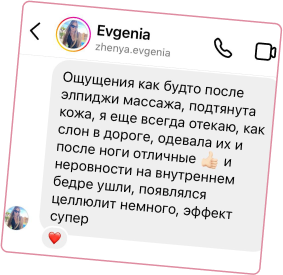 Evgenia
zhenya.evgenia
Ощущения как будто после
элпиджи массажа, подтянута
кожа, я еще всегда отекаю, как
слон в дороге, одевала их и
после ноги отличные 👍🏻 и
неровности на внутреннем
бедре ушли, появлялся
целлюлит немного, эффект
супер